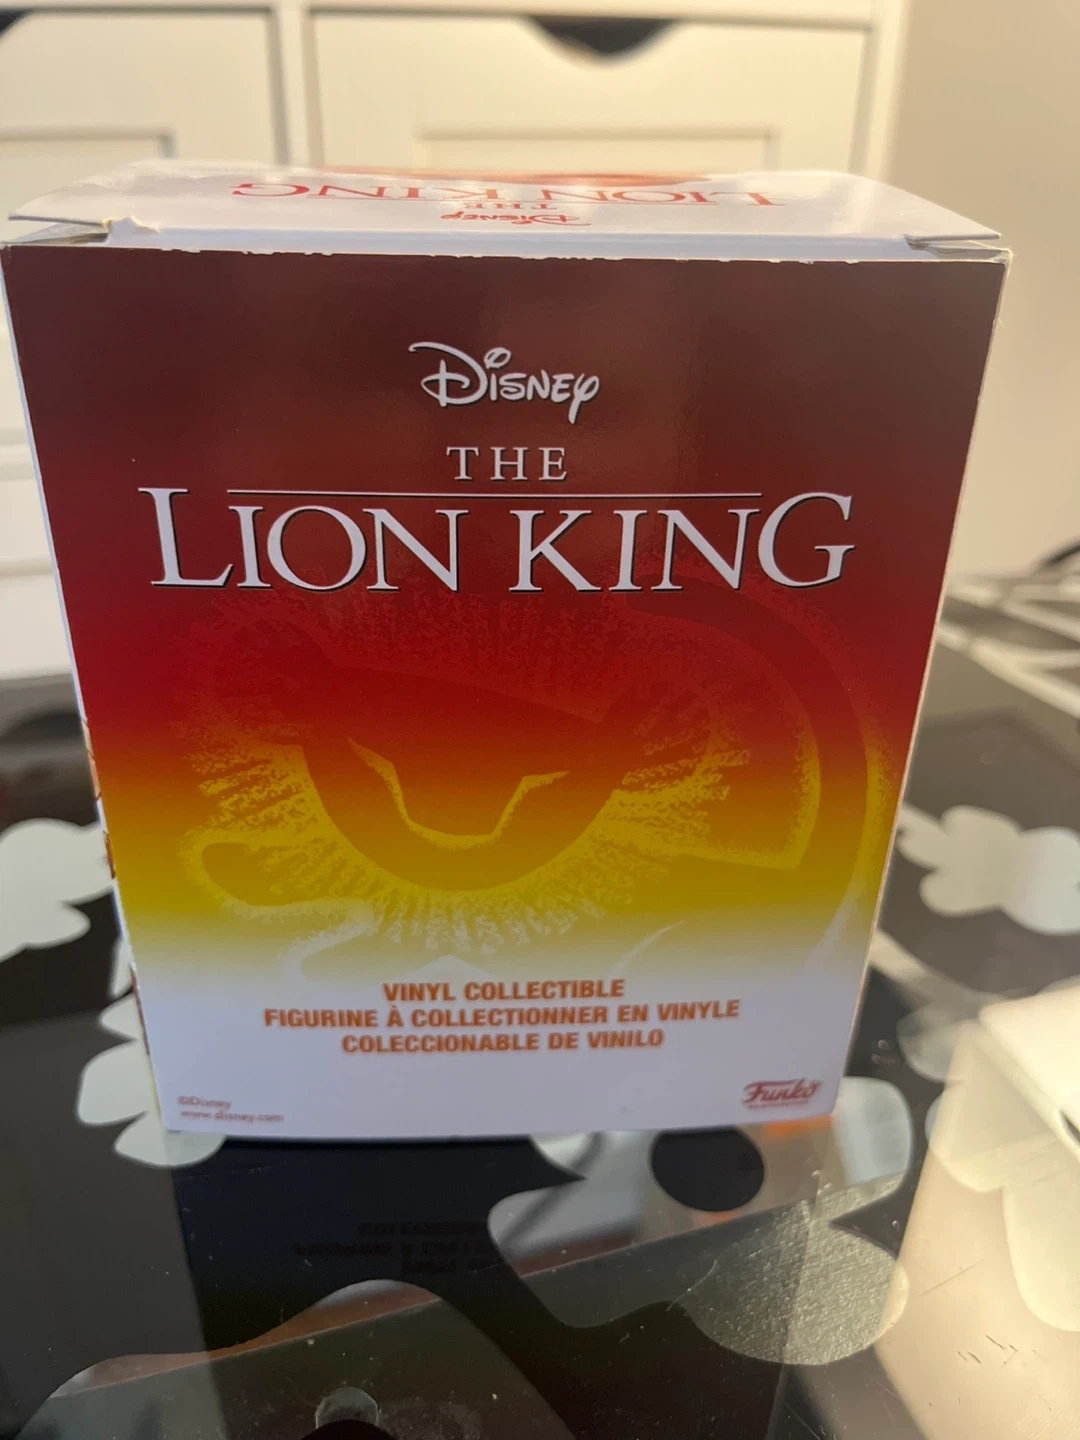 LION KING
THE
Disney
Disney
THE
LION KING
VINYL COLLECTIBLE
FIGURINE À COLLECTIONNER EN VINYLE
COLECCIONABLE DE VINILO
©Disney
www.disney.com
Funko